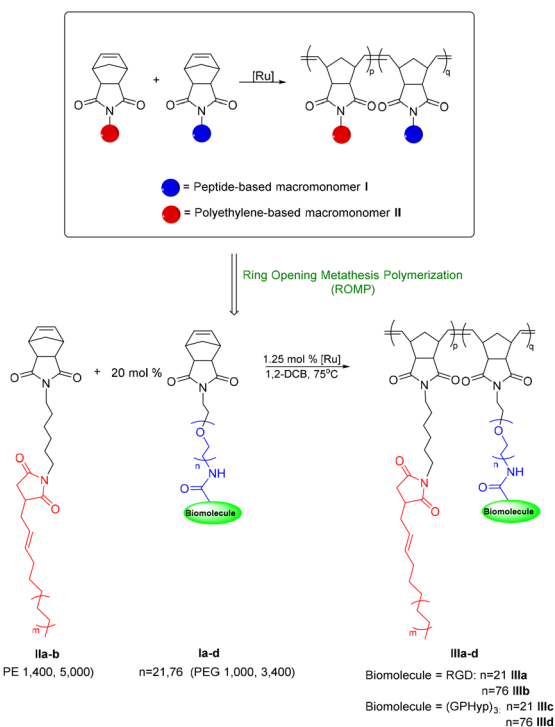 [Ru]
+
p
q
O
O
O
O
O
O
O
O
N
N
N
N
= Peptide-based macromonomer I
= Polyethylene-based macromonomer II
Ring Opening Metathesis Polymerization
(ROMP)
+ 20 mol %
1.25 mol % [Ru]
1,2-DCB, 75°C
p
q
O
N
O
O
N
O
O
N
O
O
N
O
O
O
n
n
O
N
NH
O
N
NH
O
O
O
O
Biomolecule
Biomolecule
m
m
IIa-b
Ia-d
IIIa-d
PE 1,400, 5,000)
n=21,76 (PEG 1,000, 3,400)
Biomolecule = RGD: n=21 IIIa
n=76 IIIb
Biomolecule = (GPHyp)3: n=21 IIIc
n=76 IIId